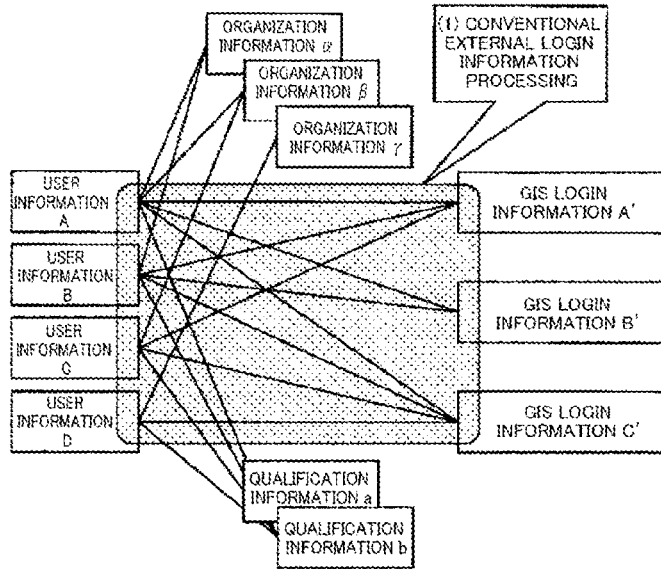 ORGANIZATION
INFORMATION α
ORGANIZATION
INFORMATION β
ORGANIZATION
INFORMATION γ
(1) CONVENTIONAL
EXTERNAL LOGIN
INFORMATION
PROCESSING
USER
INFORMATION
A
USER
INFORMATION
B
USER
INFORMATION
C
USER
INFORMATION
D
GIS LOGIN
INFORMATION A'
GIS LOGIN
INFORMATION B'
GIS LOGIN
INFORMATION C'
QUALIFICATION
INFORMATION a
QUALIFICATION
INFORMATION b